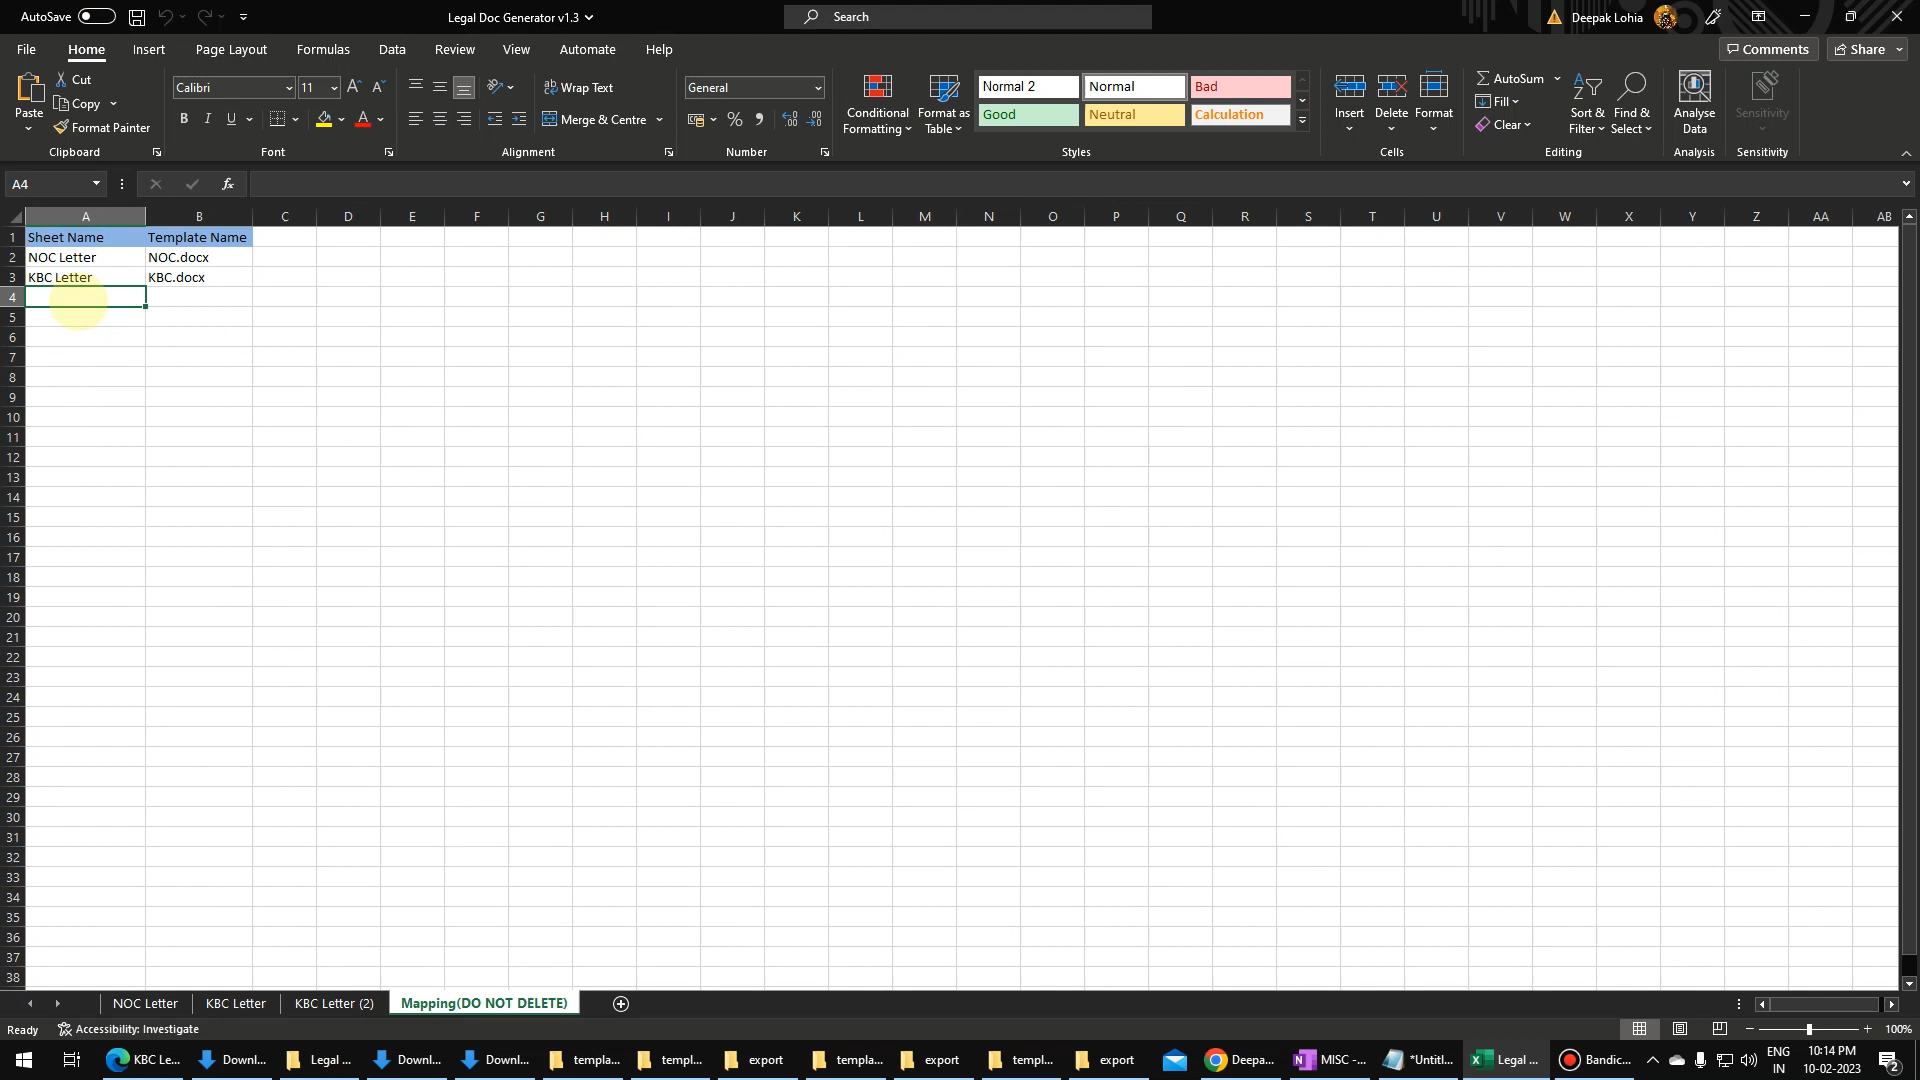 AutoSave
Legal Doc Generator v1.3
Search
Deepak Lohia
File Home Insert Page Layout Formulas Data Review View Automate Help
Comments
Share
Paste
Cut
Copy
Format Painter
Clipboard
Calibri
11
B I U
Font
Wrap Text
Merge & Centre
Alignment
General
Number
Conditional Formatting
Format as Table
Normal 2
Normal
Bad
Good
Neutral
Calculation
Styles
Insert
Delete
Format
Cells
AutoSum
Fill
Clear
Sort & Filter
Find & Select
Editing
Analyse Data
Analysis
Sensitivity
Sensitivity
A4
fx
A B C D E F G H I J K L M N O P Q R S T U V W X Y Z AA AB
1 Sheet Name Template Name
2 NOC Letter NOC.docx
3 KBC Letter KBC.docx
4
5
6
7
8
9
10
11
12
13
14
15
16
17
18
19
20
21
22
23
24
25
26
27
28
29
30
31
32
33
34
35
36
37
38
NOC Letter KBC Letter KBC Letter (2) Mapping(DO NOT DELETE)
Ready Accessibility: Investigate
100%
KBC Le... Downl... Legal ... Downl... Downl... templa... templ... export templa... export templ... export Deepa... MISC -... *Untitl... Legal ... Bandic...
ENG
IN
10:14 PM
10-02-2023
2